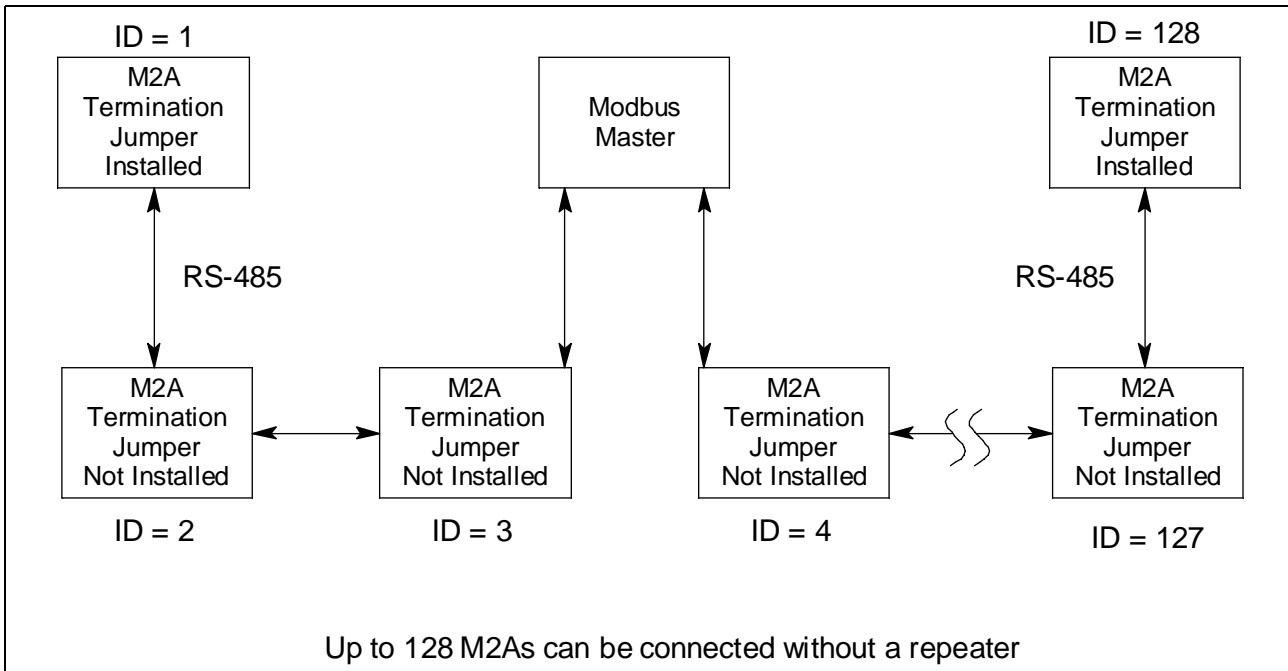 ID = 1
M2A
Termination
Jumper
Installed
Modbus
Master
ID = 128
M2A
Termination
Jumper
Installed
RS-485
RS-485
M2A
Termination
Jumper
Not Installed
ID = 2
M2A
Termination
Jumper
Not Installed
ID = 3
M2A
Termination
Jumper
Not Installed
ID = 4
M2A
Termination
Jumper
Not Installed
ID = 127
Up to 128 M2As can be connected without a repeater